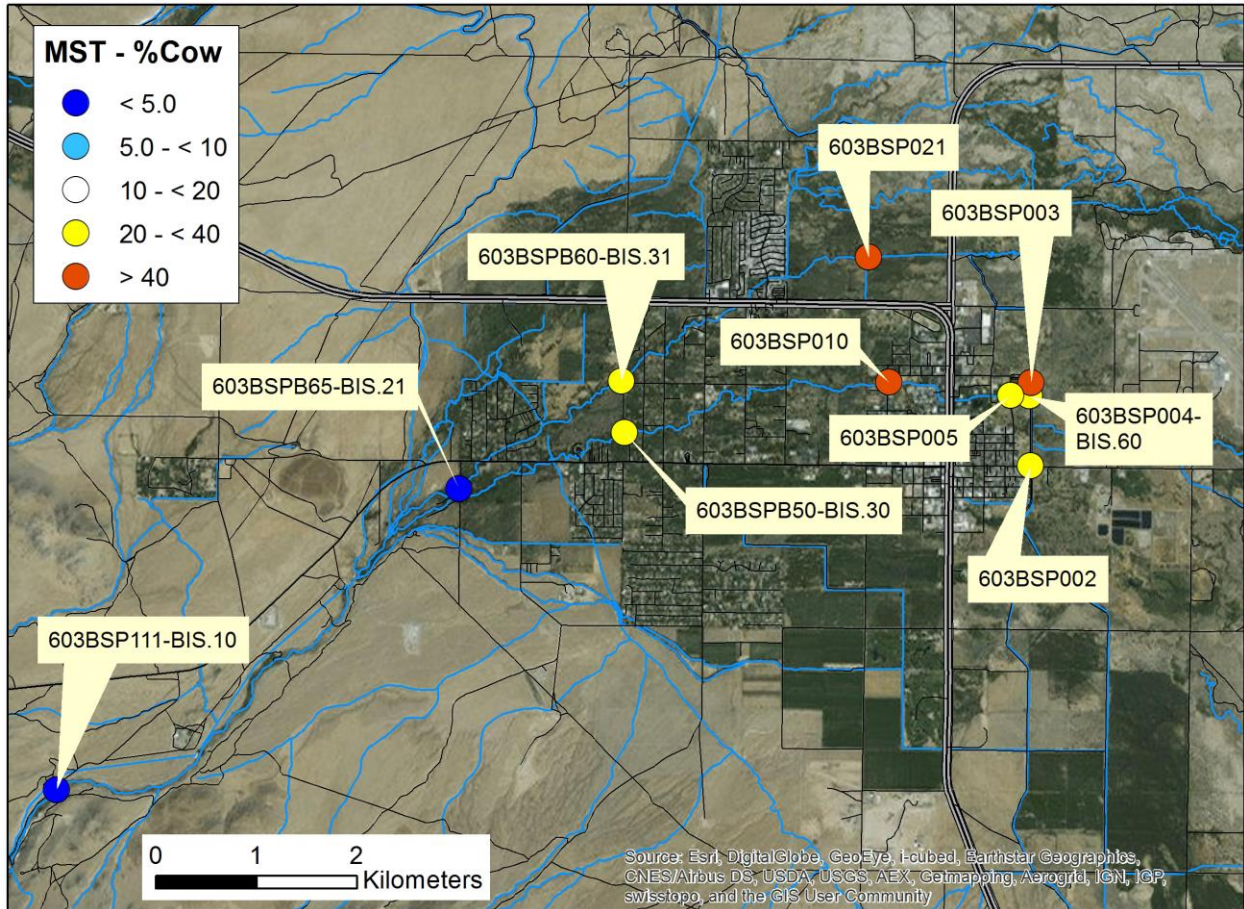 MST - %Cow
< 5.0
5.0 - < 10
10 - < 20
20 - < 40
> 40
603BSP021
603BSP003
603BSPB60-BIS.31
603BSP010
603BSPB65-BIS.21
603BSP005
603BSP004-
BIS.60
603BSPB50-BIS.30
603BSP002
603BSP111-BIS.10
0 1 2
Kilometers
Source: Esri, DigitalGlobe, GeoEye, i-cubed, Earthstar Geographics,
CNES/Airbus DS, USDA, USGS, AEX, Getmapping, Aerogrid, IGN, IGP,
swisstopo, and the GIS User Community